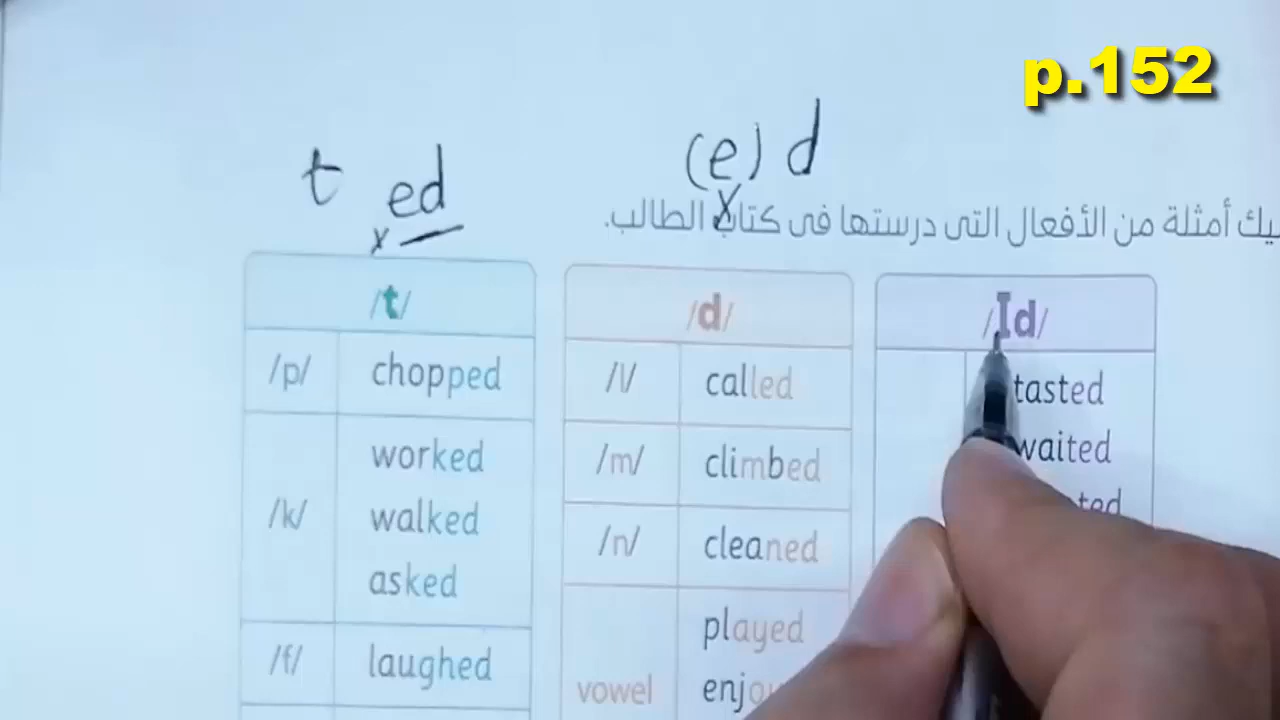 p.152
t ed
x
(e) d
x
أمثلة من الأفعال التى درستها فى كتاب الطالب.
/t/
/p/ chopped
/k/ worked
walked
asked
/f/ laughed
/d/
/l/ called
/m/ climbed
/n/ cleaned
vowel played
/Id/
tasted
waited